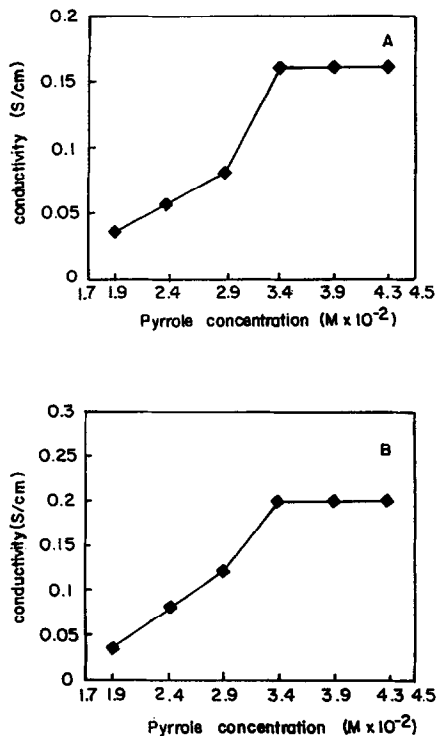 0.2
A
0.15
0.1
0.05
0
conductivity (S/cm)
1.7 1.9 2.4 2.9 3.4 3.9 4.3 4.5
Pyrrole concentration (M x 10-2)
0.3
0.25
B
0.2
0.15
0.1
0.05
0
conductivity (S/cm)
1.7 1.9 2.4 2.9 3.4 3.9 4.3 4.5
Pyrrole concentration (M x 10-2)